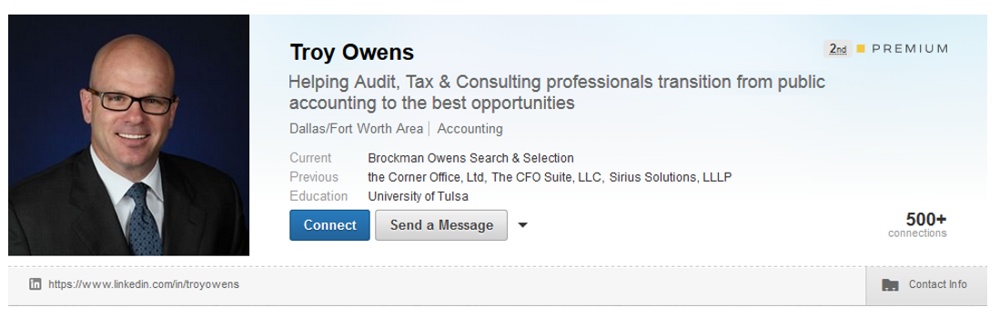 Troy Owens
2nd PREMIUM
Helping Audit, Tax & Consulting professionals transition from public
accounting to the best opportunities
Dallas/Fort Worth Area | Accounting
Current Brockman Owens Search & Selection
Previous the Corner Office, Ltd, The CFO Suite, LLC, Sirius Solutions, LLLP
Education University of Tulsa
Connect Send a Message
500+
connections
in https://www.linkedin.com/in/troyowens Contact Info